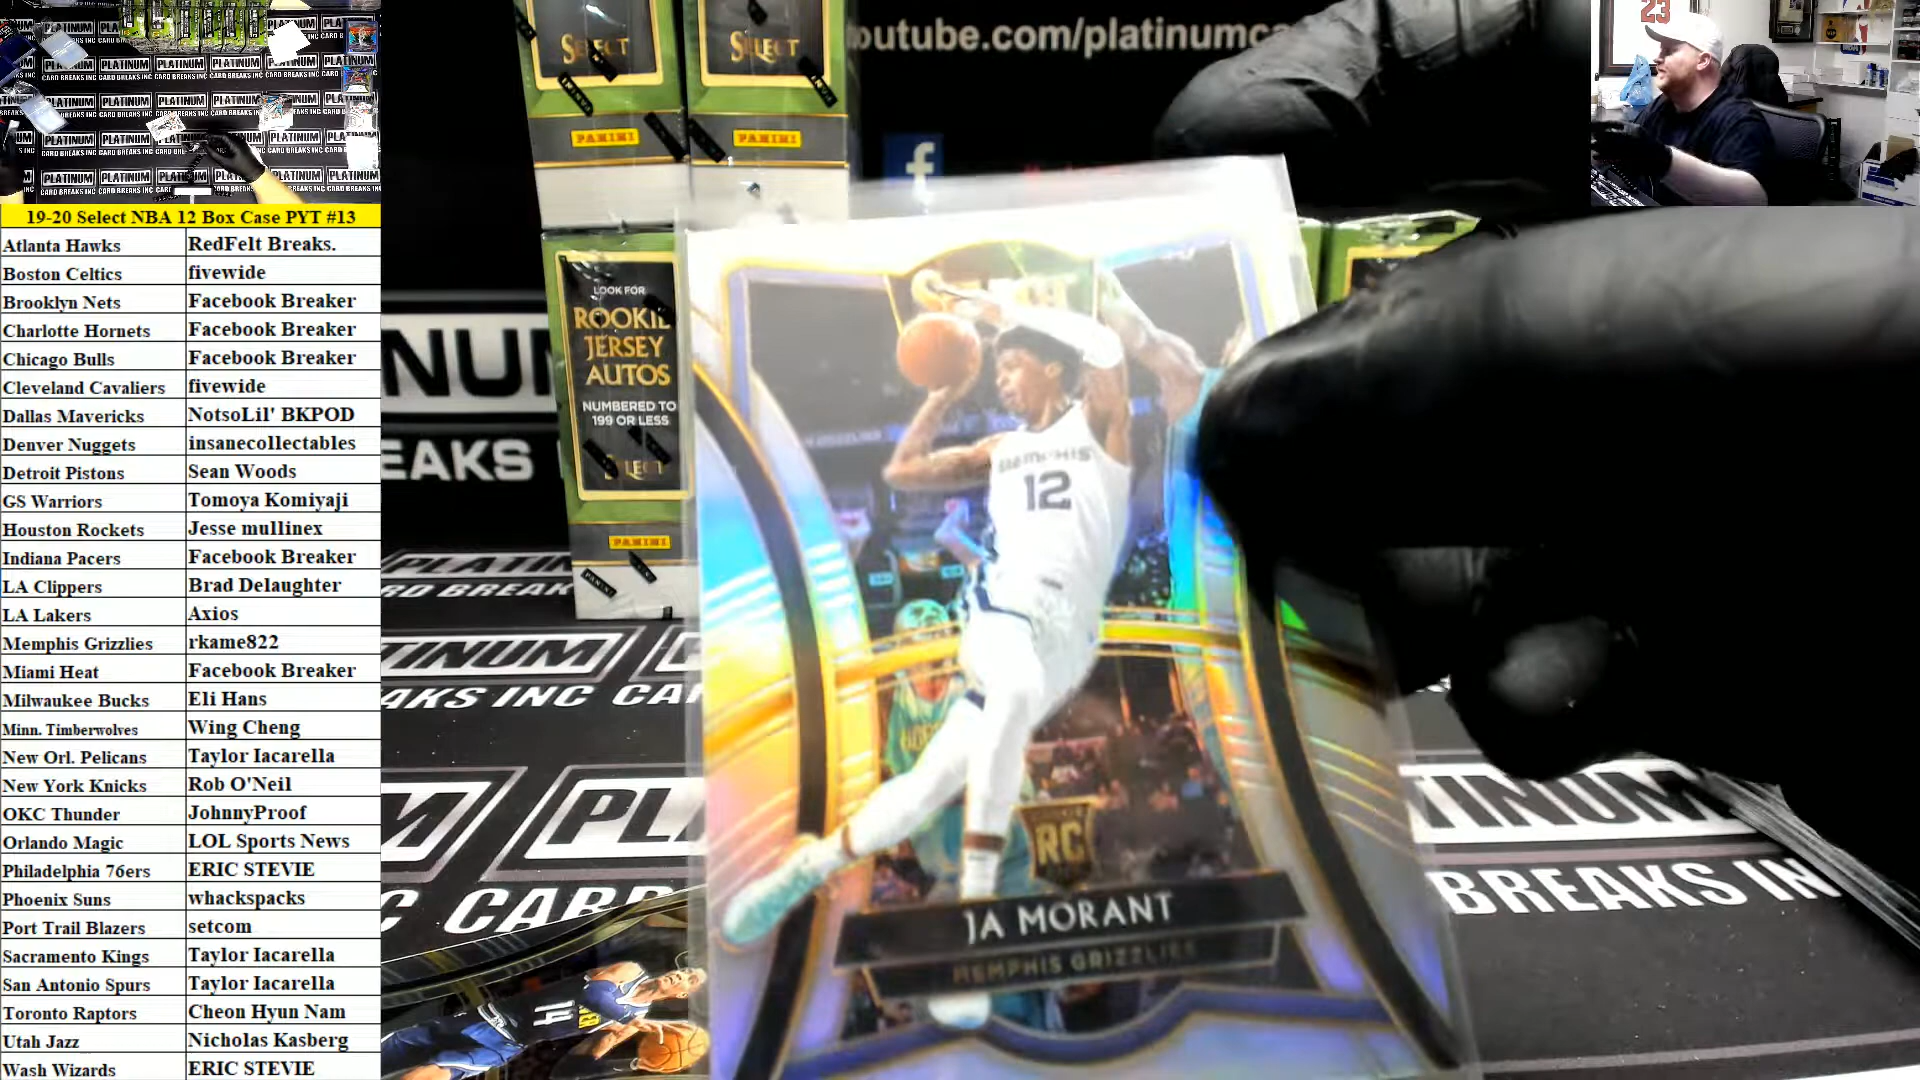 19-20 Select NBA 12 Box Case PYT #13
Atlanta Hawks RedFelt Breaks.
Boston Celtics fivewide
Brooklyn Nets Facebook Breaker
Charlotte Hornets Facebook Breaker
Chicago Bulls Facebook Breaker
Cleveland Cavaliers fivewide
Dallas Mavericks NotsoLil' BKPOD
Denver Nuggets insanecollectables
Detroit Pistons Sean Woods
GS Warriors Tomoya Komiyaji
Houston Rockets Jesse mullinex
Indiana Pacers Facebook Breaker
LA Clippers Brad Delaughter
LA Lakers Axios
Memphis Grizzlies rkame822
Miami Heat Facebook Breaker
Milwaukee Bucks Eli Hans
Minn. Timberwolves Wing Cheng
New Orl. Pelicans Taylor Iacarella
New York Knicks Rob O'Neil
OKC Thunder JohnnyProof
Orlando Magic LOL Sports News
Philadelphia 76ers ERIC STEVIE
Phoenix Suns whackspacks
Port Trail Blazers setcom
Sacramento Kings Taylor Iacarella
San Antonio Spurs Taylor Iacarella
Toronto Raptors Cheon Hyun Nam
Utah Jazz Nicholas Kasberg
Wash Wizards ERIC STEVIE
outube.com/platinumca
SELECT
SELECT
PANINI
PANINI
f
23
LOOK FOR
ROOKIE
JERSEY
AUTOS
NUMBERED TO
199 OR LESS
PANINI
MEMPHIS
12
RC
JA MORANT
MEMPHIS GRIZZLIES
14
TINUM
BREAKS IN